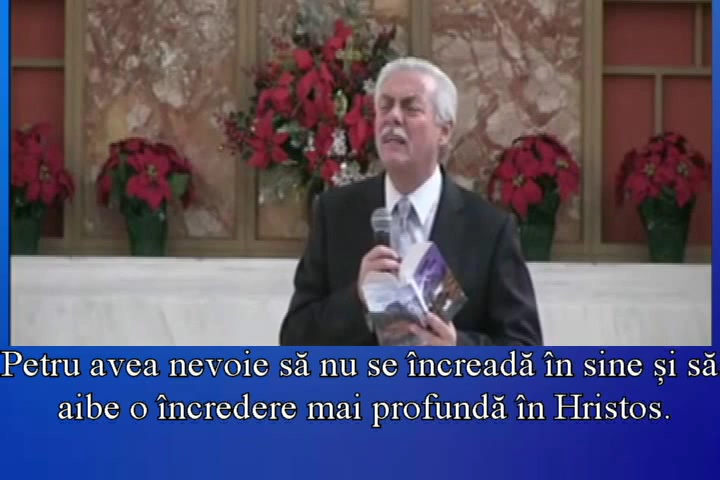 Petru avea nevoie să nu se încreadă în sine și să
aibe o încredere mai profundă în Hristos.